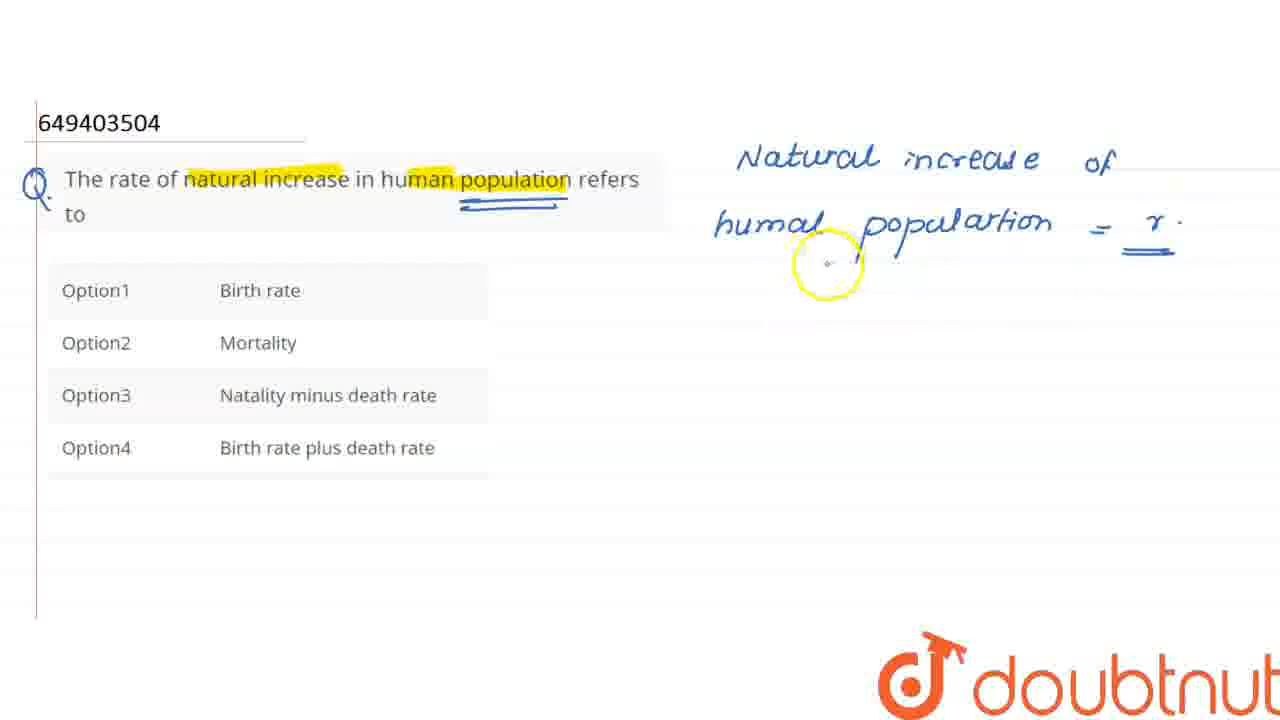 649403504
Q. The rate of natural increase in human population refers
to
Option1 Birth rate
Option2 Mortality
Option3 Natality minus death rate
Option4 Birth rate plus death rate
Natural increase of
humal populartion = r.
doubtnut